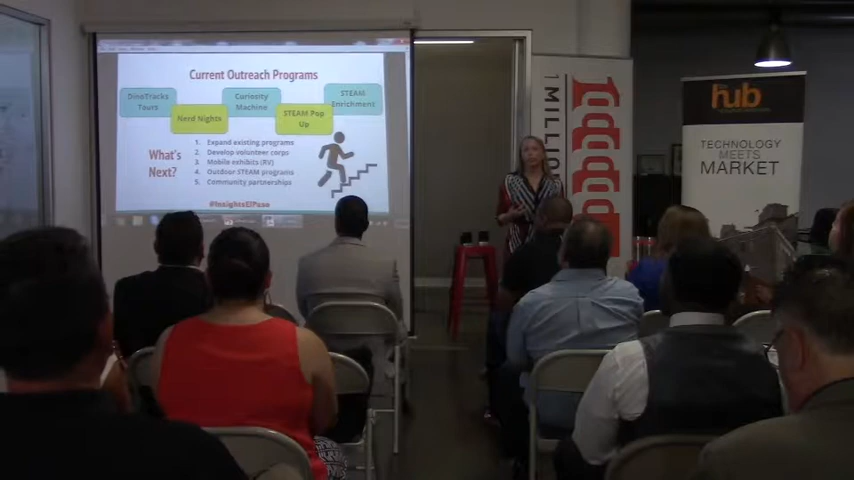 Current Outreach Programs
DinoTracks
Tours
Nerd Nights
Curiosity
Machine
STEAM Pop
Up
STEAM
Enrichment
What's
Next?
1. Expand existing programs
2. Develop volunteer corps
3. Mobile exhibits (RV)
4. Outdoor STEAM programs
5. Community partnerships
#InsightsElPaso
1 MILLION
hub
TECHNOLOGY
MEETS
MARKET